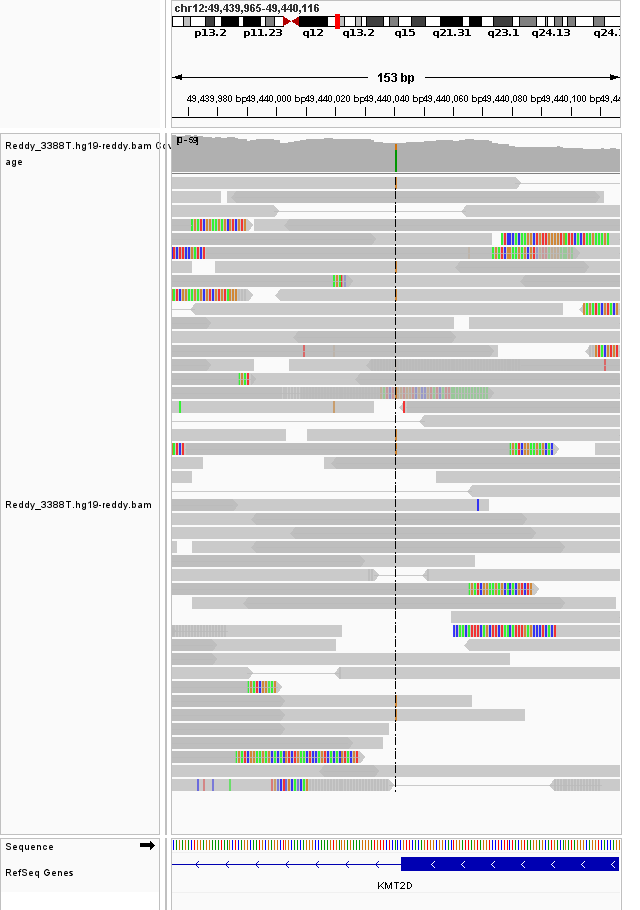 chr12:49,439,965-49,440,116
p13.2 p11.23 q12 q13.2 q15 q21.31 q23.1 q24.13 q24.
153 bp
49,439,980 bp 49,440,000 bp 49,440,020 bp 49,440,040 bp 49,440,060 bp 49,440,080 bp 49,440,100 bp 49,44
Reddy_3388T.hg19-reddy.bam Cov
age
Reddy_3388T.hg19-reddy.bam
Sequence
RefSeq Genes
KMT2D